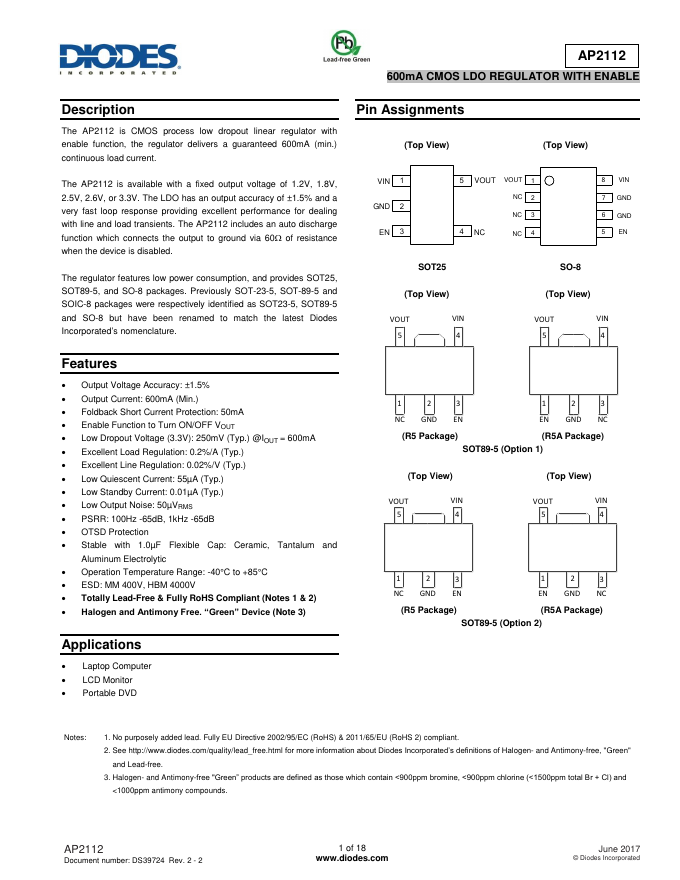 DIODES
INCORPORATED
®
Pb
Lead-free Green
AP2112
600mA CMOS LDO REGULATOR WITH ENABLE
Description
The AP2112 is CMOS process low dropout linear regulator with
enable function, the regulator delivers a guaranteed 600mA (min.)
continuous load current.
The AP2112 is available with a fixed output voltage of 1.2V, 1.8V,
2.5V, 2.6V, or 3.3V. The LDO has an output accuracy of ±1.5% and a
very fast loop response providing excellent performance for dealing
with line and load transients. The AP2112 includes an auto discharge
function which connects the output to ground via 60Ω of resistance
when the device is disabled.
The regulator features low power consumption, and provides SOT25,
SOT89-5, and SO-8 packages. Previously SOT-23-5, SOT-89-5 and
SOIC-8 packages were respectively identified as SOT23-5, SOT89-5
and SO-8 but have been renamed to match the latest Diodes
Incorporated's nomenclature.
Features
• Output Voltage Accuracy: ±1.5%
• Output Current: 600mA (Min.)
• Foldback Short Current Protection: 50mA
• Enable Function to Turn ON/OFF VOUT
• Low Dropout Voltage (3.3V): 250mV (Typ.) @IOUT = 600mA
• Excellent Load Regulation: 0.2%/A (Typ.)
• Excellent Line Regulation: 0.02%/V (Typ.)
• Low Quiescent Current: 55µA (Typ.)
• Low Standby Current: 0.01µA (Typ.)
• Low Output Noise: 50µVRMS
• PSRR: 100Hz -65dB, 1kHz -65dB
• OTSD Protection
• Stable with 1.0µF Flexible Cap: Ceramic, Tantalum and
Aluminum Electrolytic
• Operation Temperature Range: -40°C to +85°C
• ESD: MM 400V, HBM 4000V
• Totally Lead-Free & Fully RoHS Compliant (Notes 1 & 2)
• Halogen and Antimony Free. “Green” Device (Note 3)
Applications
• Laptop Computer
• LCD Monitor
• Portable DVD
Pin Assignments
(Top View) (Top View)
VIN 1 5 VOUT VOUT 1 8 VIN
GND 2 NC 2 7 GND
NC 3 6 GND
EN 3 4 NC NC 4 5 EN
SOT25 SO-8
(Top View) (Top View)
VOUT VIN VOUT VIN
5 4 5 4
1 2 3 1 2 3
NC GND EN EN GND NC
(R5 Package) (R5A Package)
SOT89-5 (Option 1)
(Top View) (Top View)
VOUT VIN VOUT VIN
5 4 5 4
1 2 3 1 2 3
NC GND EN EN GND NC
(R5 Package) (R5A Package)
SOT89-5 (Option 2)
Notes: 1. No purposely added lead. Fully EU Directive 2002/95/EC (RoHS) & 2011/65/EU (RoHS 2) compliant.
2. See http://www.diodes.com/quality/lead_free.html for more information about Diodes Incorporated's definitions of Halogen- and Antimony-free, "Green"
and Lead-free.
3. Halogen- and Antimony-free "Green” products are defined as those which contain <900ppm bromine, <900ppm chlorine (<1500ppm total Br + Cl) and
<1000ppm antimony compounds.
AP2112 1 of 18 June 2017
Document number: DS39724 Rev. 2 - 2 www.diodes.com © Diodes Incorporated